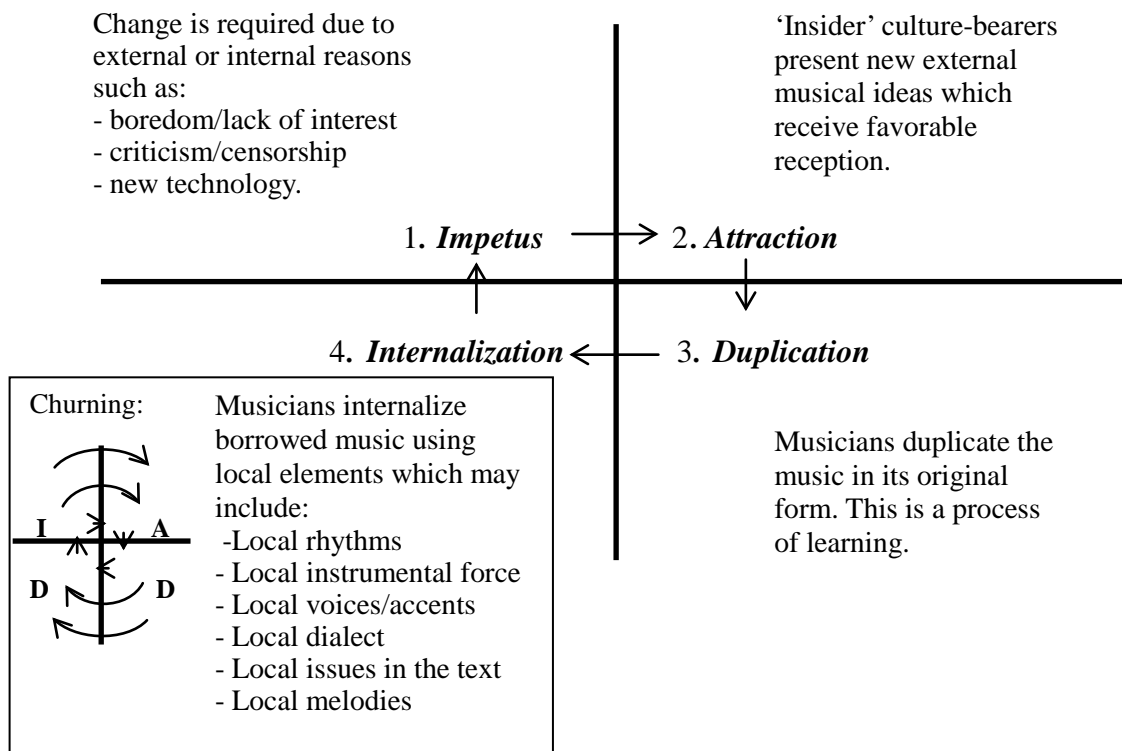 Change is required due to
external or internal reasons
such as:
- boredom/lack of interest
- criticism/censorship
- new technology.
‘Insider’ culture-bearers
present new external
musical ideas which
receive favorable
reception.
1. Impetus
2. Attraction
4. Internalization
3. Duplication
Churning:
I
A
D
D
Musicians internalize
borrowed music using
local elements which may
include:
-Local rhythms
- Local instrumental force
- Local voices/accents
- Local dialect
- Local issues in the text
- Local melodies
Musicians duplicate the
music in its original
form. This is a process
of learning.